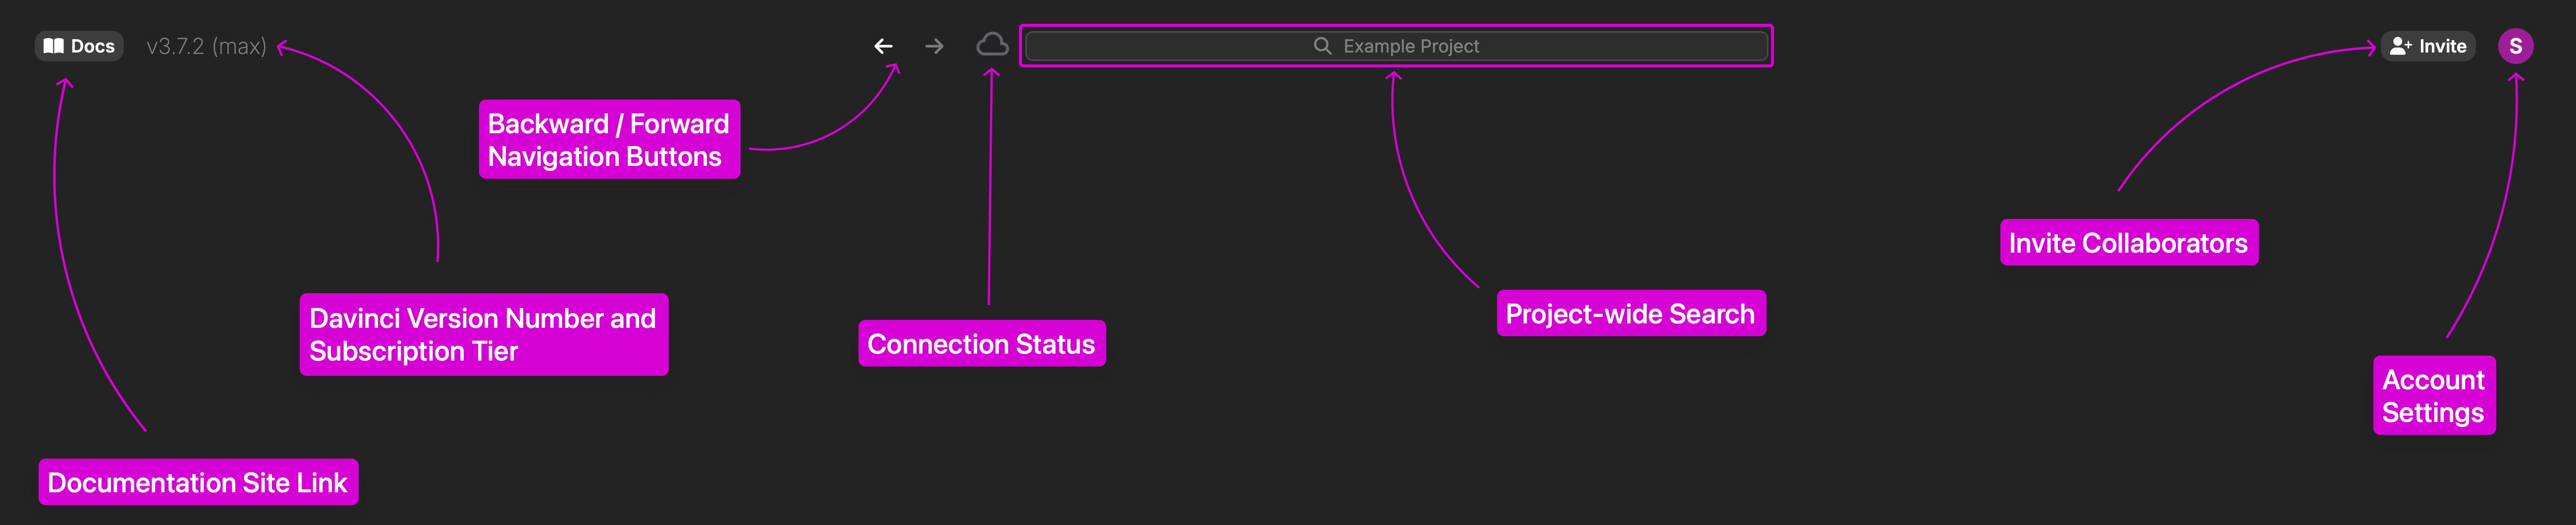 Docs
v3.7.2 (max)
Example Project
Invite
S
Backward / Forward
Navigation Buttons
Invite Collaborators
Davinci Version Number and
Subscription Tier
Connection Status
Project-wide Search
Account
Settings
Documentation Site Link